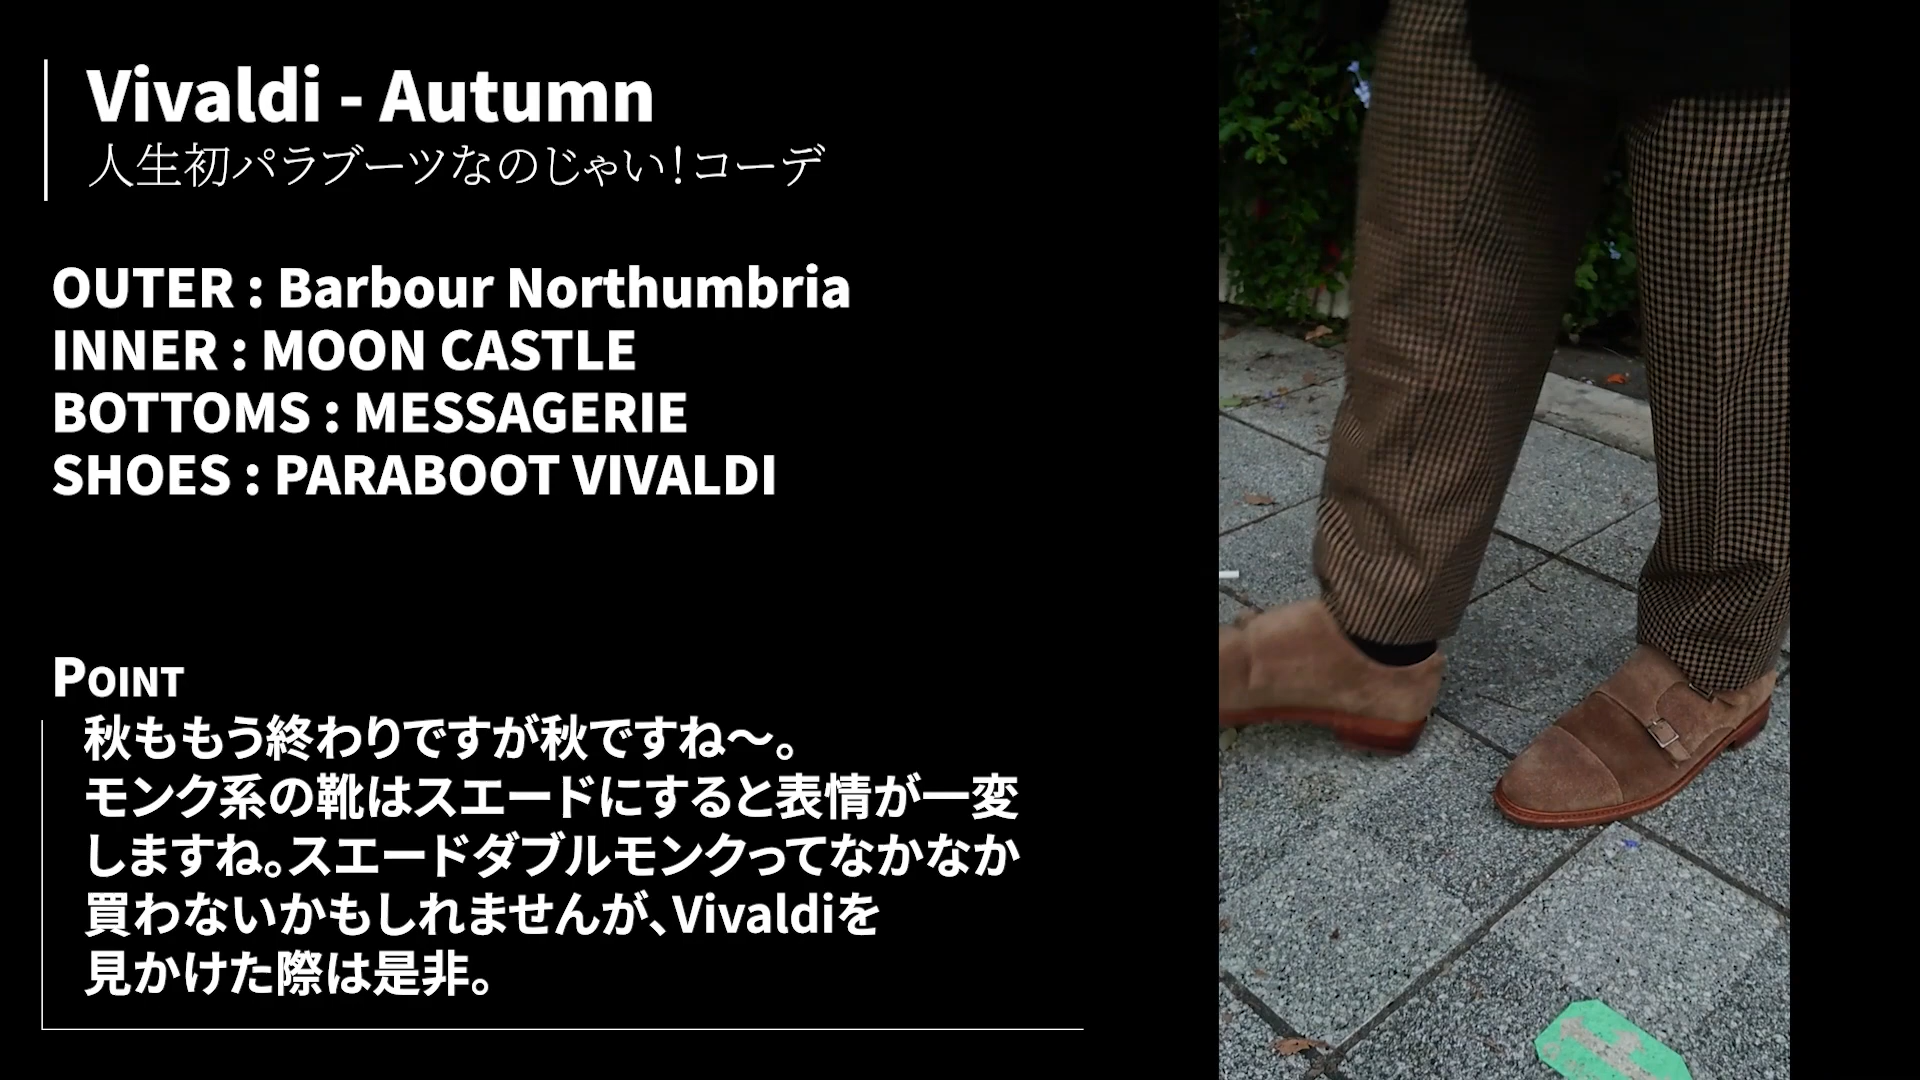 Vivaldi - Autumn
人生初パラブーツなのじゃい！コーデ
OUTER : Barbour Northumbria
INNER : MOON CASTLE
BOTTOMS : MESSAGERIE
SHOES : PARABOOT VIVALDI
POINT
秋ももう終わりですが秋ですね〜。
モンク系の靴はスエードにすると表情が一変
しますね。スエードダブルモンクってなかなか
買わないかもしれませんが、Vivaldiを
見かけた際は是非。